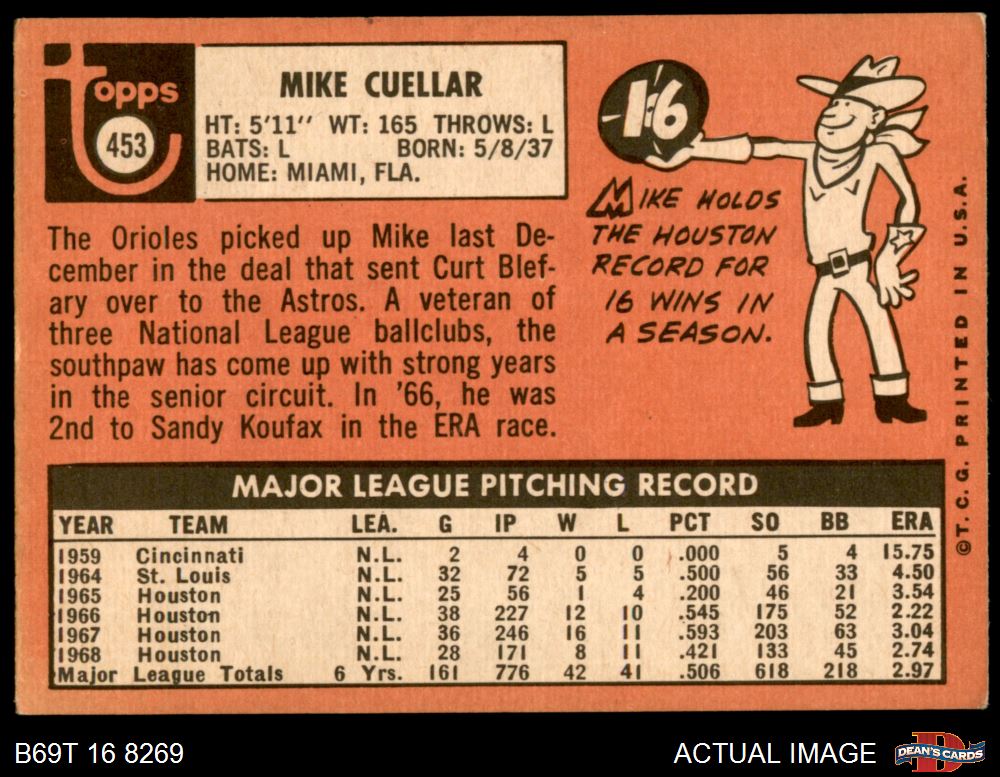 Topps
453
MIKE CUELLAR
HT: 5'11" WT: 165 THROWS: L
BATS: L BORN: 5/8/37
HOME: MIAMI, FLA.
16
MIKE HOLDS
THE HOUSTON
RECORD FOR
16 WINS IN
A SEASON.
The Orioles picked up Mike last De-
cember in the deal that sent Curt Blef-
ary over to the Astros. A veteran of
three National League ballclubs, the
southpaw has come up with strong years
in the senior circuit. In '66, he was
2nd to Sandy Koufax in the ERA race.
MAJOR LEAGUE PITCHING RECORD
YEAR TEAM LEA. G IP W L PCT SO BB ERA
1959 Cincinnati N.L. 2 4 0 0 .000 5 4 15.75
1964 St. Louis N.L. 32 72 5 5 .500 56 33 4.50
1965 Houston N.L. 25 56 1 4 .200 46 21 3.54
1966 Houston N.L. 38 227 12 10 .545 175 52 2.22
1967 Houston N.L. 36 246 16 11 .593 203 63 3.04
1968 Houston N.L. 28 171 8 11 .421 133 45 2.74
Major League Totals 6 Yrs. 161 776 42 41 .506 618 218 2.97
©T.C.G. PRINTED IN U.S.A.
B69T 16 8269
ACTUAL IMAGE
D
DEAN'S CARDS